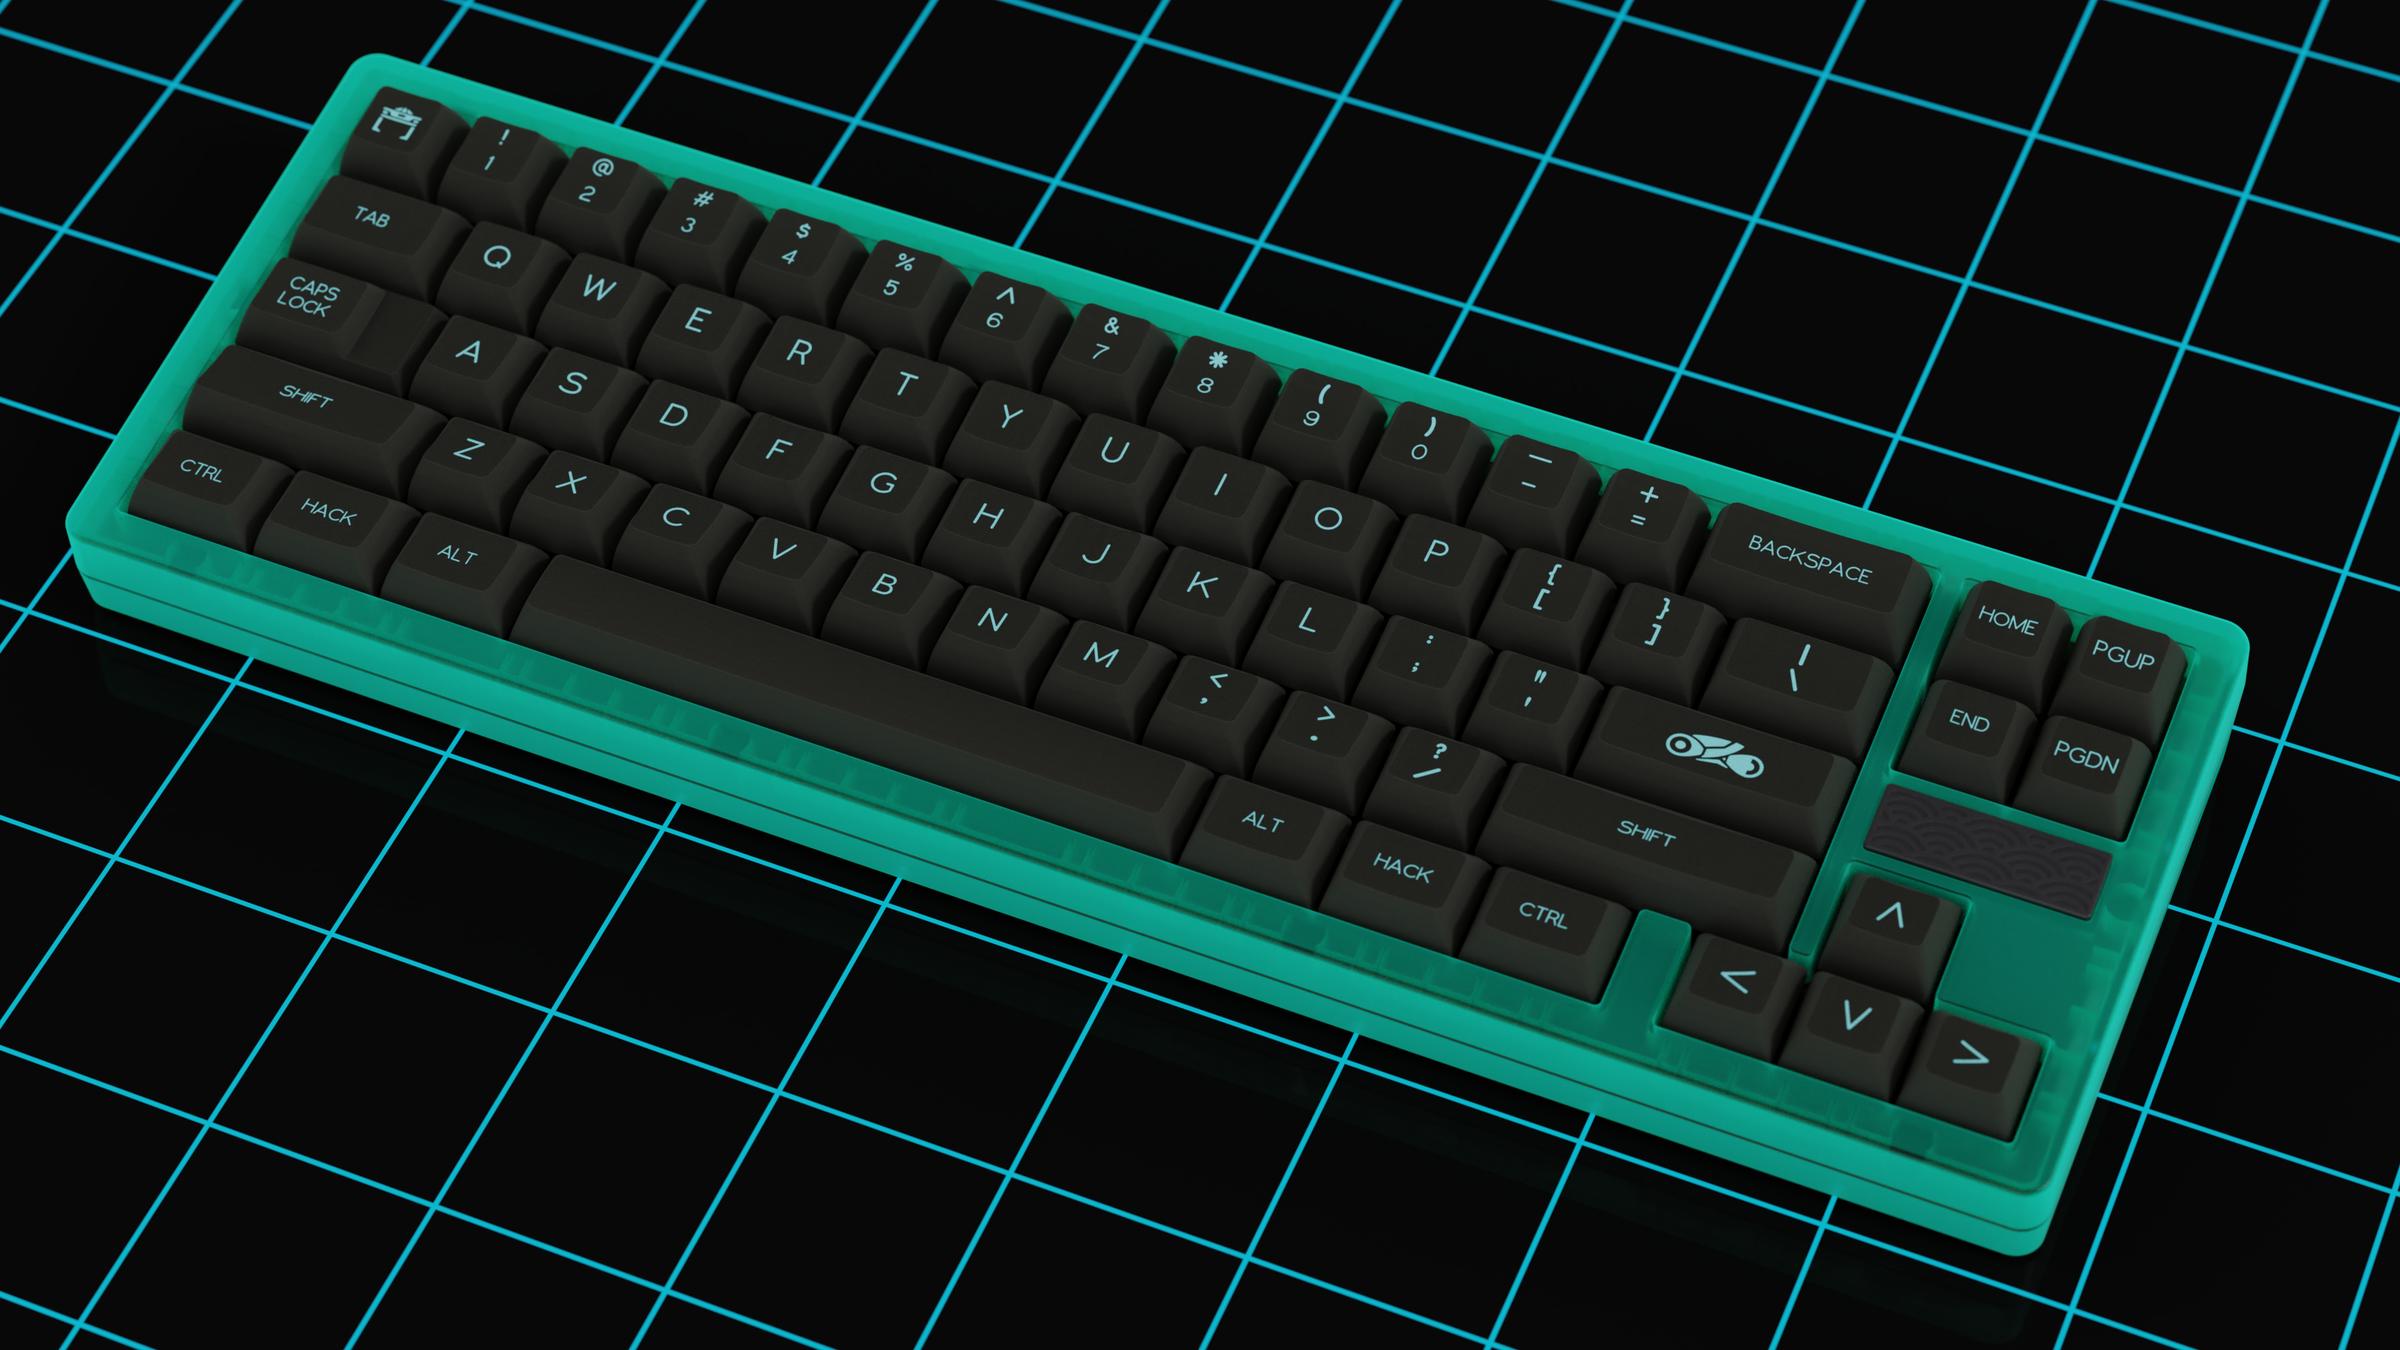 ! @ # $ % ^ & * ( ) — +
1 2 3 4 5 6 7 8 9 0 - = BACKSPACE HOME PGUP
TAB Q W E R T Y U I O P { } |
[ ] \ END PGDN
CAPS
LOCK
A S D F G H J K L : "
; '
SHIFT Z X C V B N M < > ? SHIFT ^
, . /
CTRL HACK ALT ALT HACK CTRL < V >